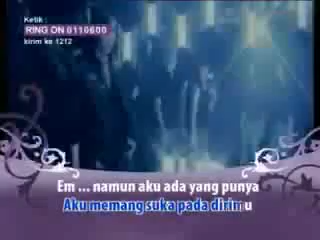 Ketik :
RING ON 0110600
kirim ke 1212
Em ... namun aku ada yang punya
Aku memang suka pada dirimu